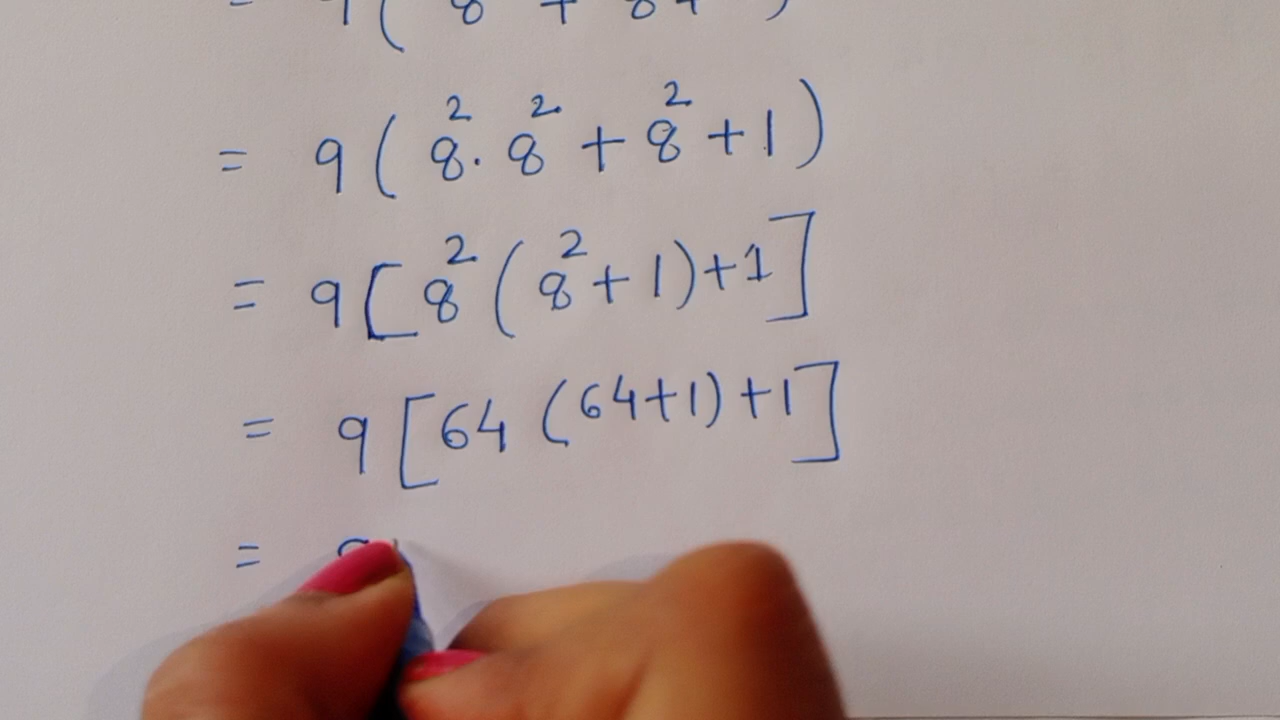 = 9(8² · 8² + 8² + 1)
= 9[8²(8² + 1) + 1]
= 9[64(64+1)+1]
=